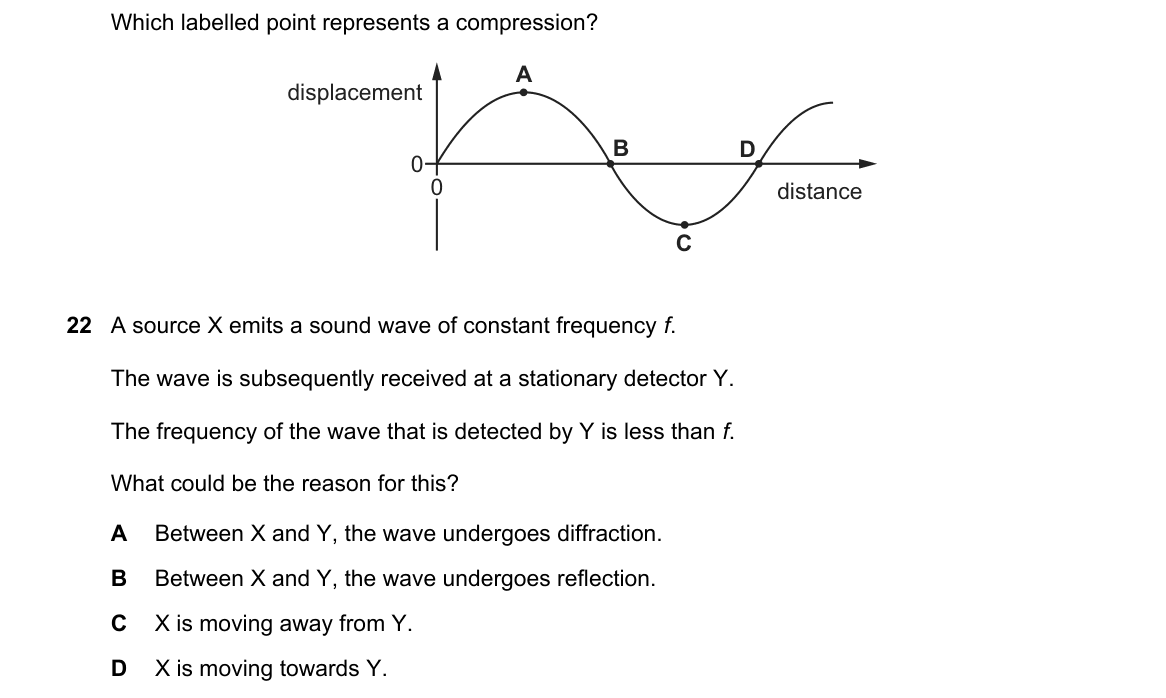 Which labelled point represents a compression?
A
displacement
B
D
0
0
distance
C
22 A source X emits a sound wave of constant frequency f.
The wave is subsequently received at a stationary detector Y.
The frequency of the wave that is detected by Y is less than f.
What could be the reason for this?
A Between X and Y, the wave undergoes diffraction.
B Between X and Y, the wave undergoes reflection.
C X is moving away from Y.
D X is moving towards Y.